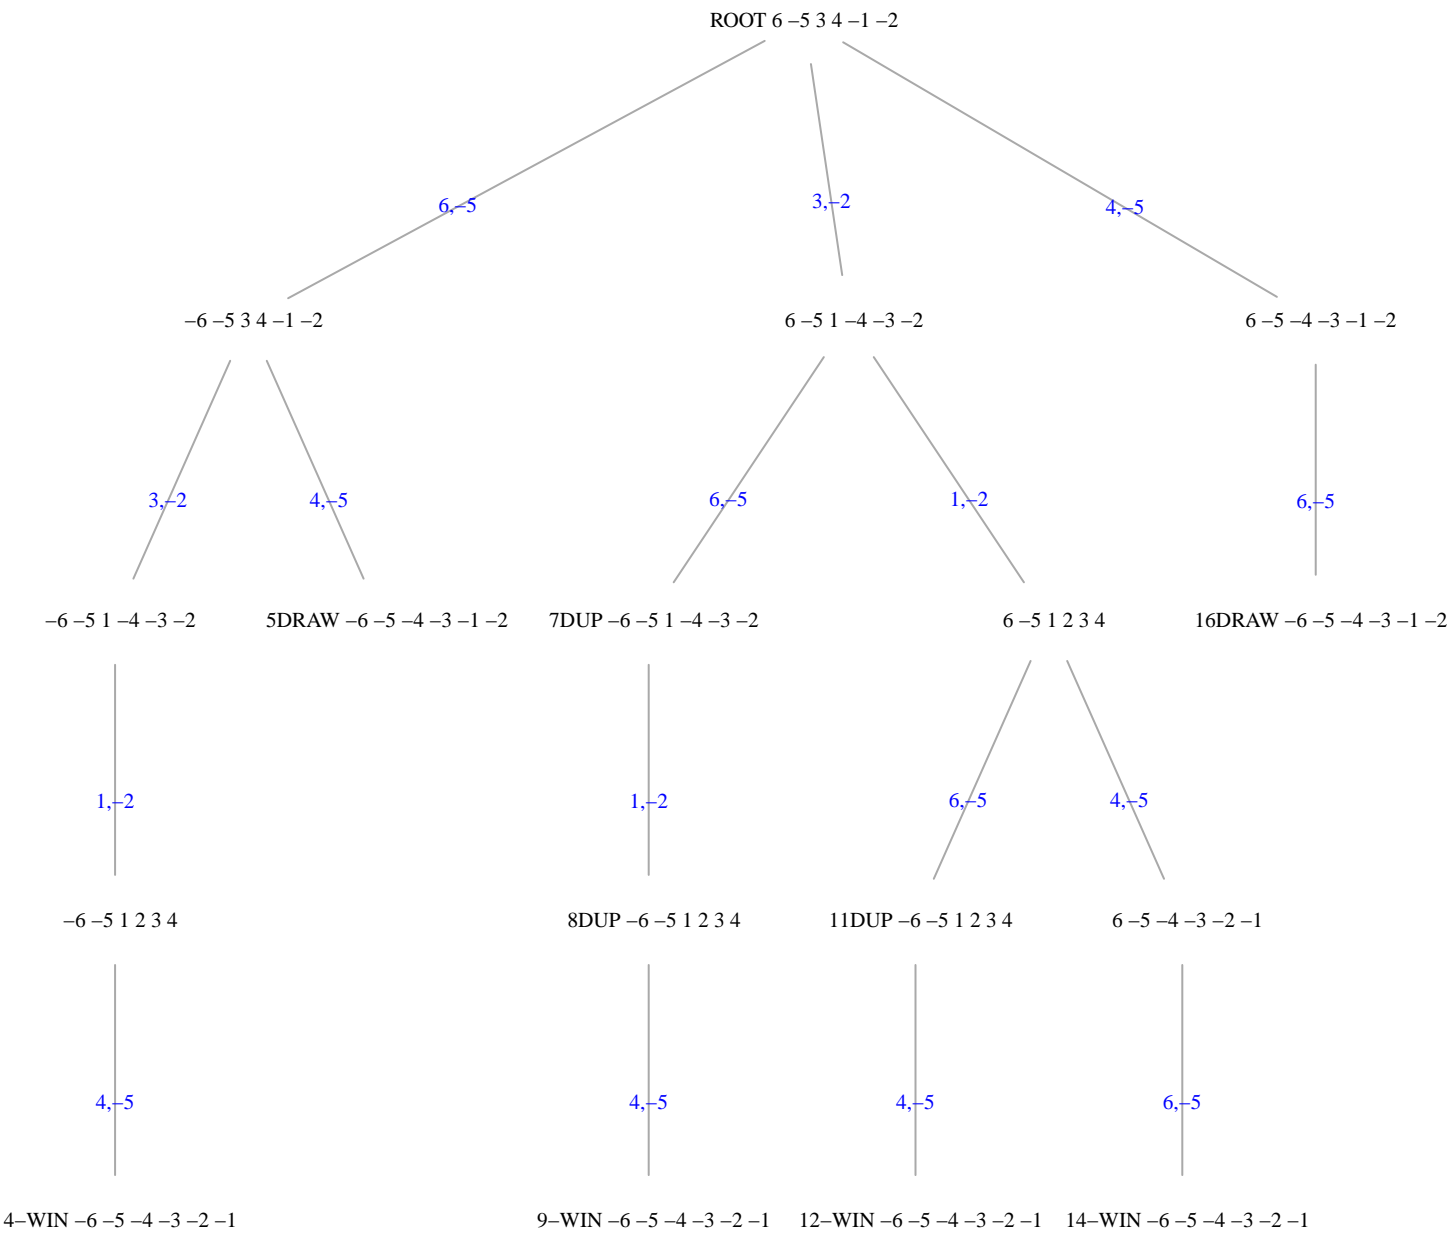 ROOT 6 –5 3 4 –1 –2
6,–5
3,–2
4,–5
–6 –5 3 4 –1 –2
6 –5 1 –4 –3 –2
6 –5 –4 –3 –1 –2
3,–2
4,–5
6,–5
1,–2
6,–5
–6 –5 1 –4 –3 –2
5DRAW –6 –5 –4 –3 –1 –2
7DUP –6 –5 1 –4 –3 –2
6 –5 1 2 3 4
16DRAW –6 –5 –4 –3 –1 –2
1,–2
1,–2
6,–5
4,–5
–6 –5 1 2 3 4
8DUP –6 –5 1 2 3 4
11DUP –6 –5 1 2 3 4
6 –5 –4 –3 –2 –1
4,–5
4,–5
4,–5
6,–5
4–WIN –6 –5 –4 –3 –2 –1
9–WIN –6 –5 –4 –3 –2 –1
12–WIN –6 –5 –4 –3 –2 –1
14–WIN –6 –5 –4 –3 –2 –1